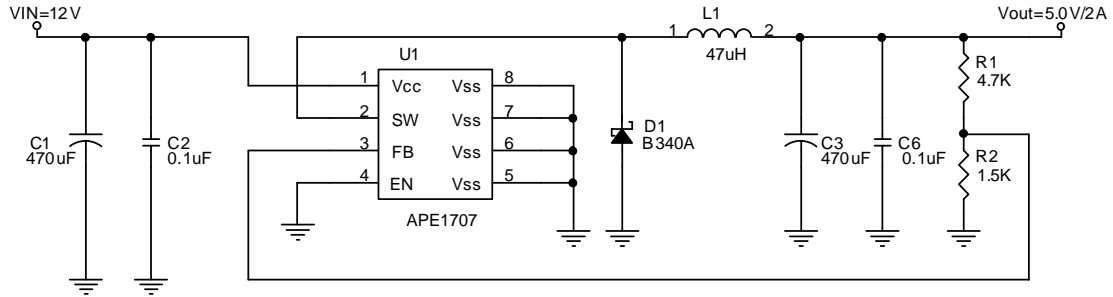 VIN=12V
L1
Vout=5.0V/2A
1 2
47uH
U1
R1
4.7K
1 Vcc Vss 8
2 SW Vss 7
3 FB Vss 6
4 EN Vss 5
APE1707
C1
470uF
C2
0.1uF
D1
B340A
C3
470uF
C6
0.1uF
R2
1.5K